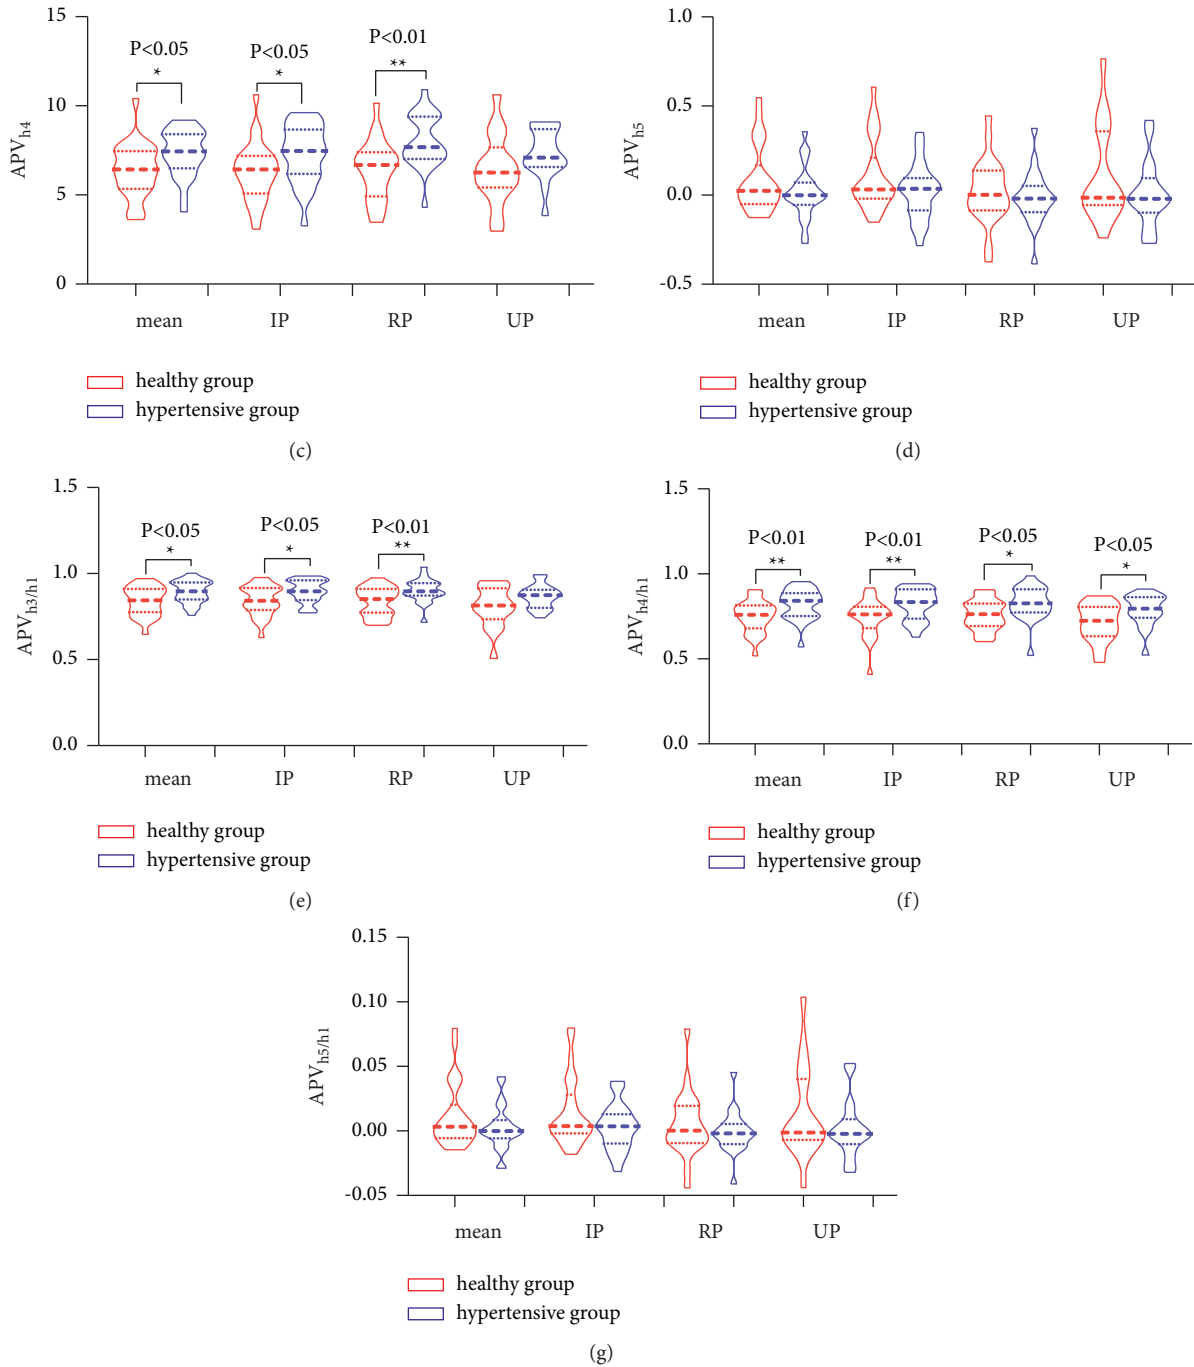 15
10
5
0
APVh4
P<0.05
*
P<0.05
*
P<0.01
**
mean IP RP UP
healthy group
hypertensive group
(c)
1.0
0.5
0.0
-0.5
APVh5
mean IP RP UP
healthy group
hypertensive group
(d)
1.5
1.0
0.5
0.0
APVh3/h1
P<0.05
*
P<0.05
*
P<0.01
**
mean IP RP UP
healthy group
hypertensive group
(e)
1.5
1.0
0.5
0.0
APVh4/h1
P<0.01
**
P<0.01
**
P<0.05
*
P<0.05
*
mean IP RP UP
healthy group
hypertensive group
(f)
0.15
0.10
0.05
0.00
-0.05
APVh5/h1
mean IP RP UP
healthy group
hypertensive group
(g)